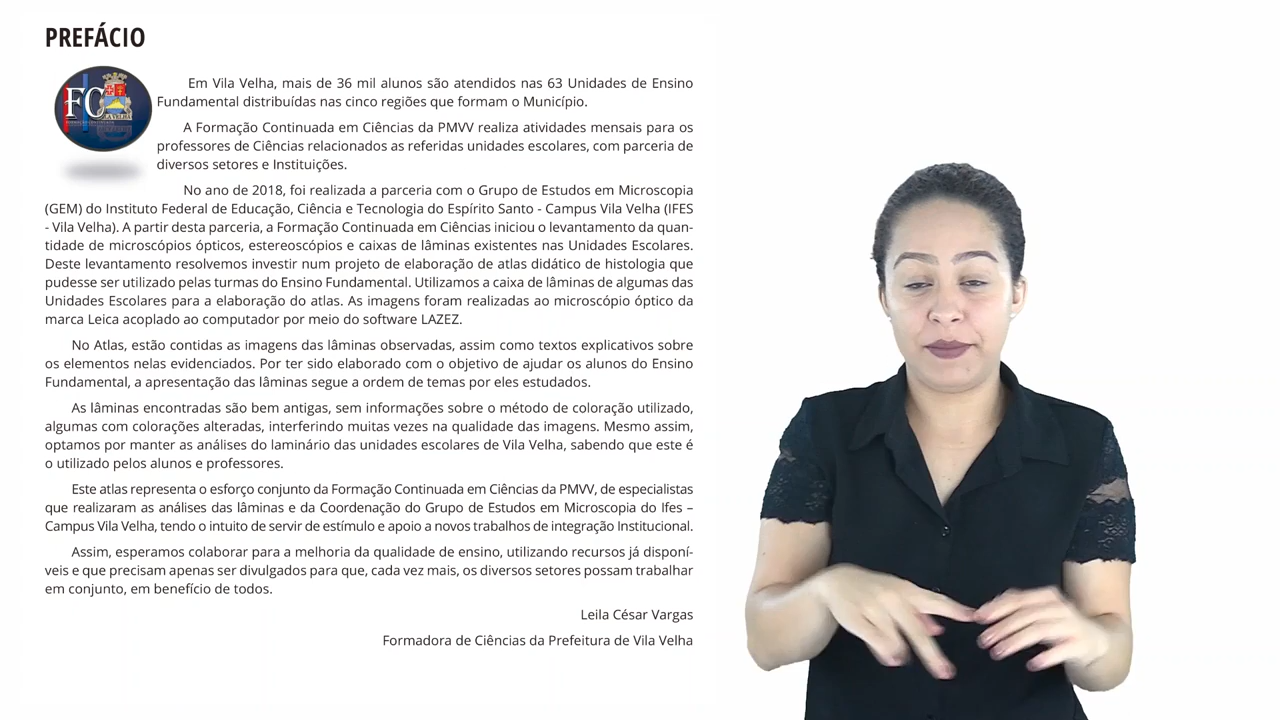 PREFÁCIO
FC
Em Vila Velha, mais de 36 mil alunos são atendidos nas 63 Unidades de Ensino
Fundamental distribuídas nas cinco regiões que formam o Município.
A Formação Continuada em Ciências da PMVV realiza atividades mensais para os
professores de Ciências relacionados as referidas unidades escolares, com parceria de
diversos setores e Instituições.
No ano de 2018, foi realizada a parceria com o Grupo de Estudos em Microscopia
(GEM) do Instituto Federal de Educação, Ciência e Tecnologia do Espírito Santo - Campus Vila Velha (IFES
- Vila Velha). A partir desta parceria, a Formação Continuada em Ciências iniciou o levantamento da quan-
tidade de microscópios ópticos, estereoscópios e caixas de lâminas existentes nas Unidades Escolares.
Deste levantamento resolvemos investir num projeto de elaboração de atlas didático de histologia que
pudesse ser utilizado pelas turmas do Ensino Fundamental. Utilizamos a caixa de lâminas de algumas das
Unidades Escolares para a elaboração do atlas. As imagens foram realizadas ao microscópio óptico da
marca Leica acoplado ao computador por meio do software LAZEZ.
No Atlas, estão contidas as imagens das lâminas observadas, assim como textos explicativos sobre
os elementos nelas evidenciados. Por ter sido elaborado com o objetivo de ajudar os alunos do Ensino
Fundamental, a apresentação das lâminas segue a ordem de temas por eles estudados.
As lâminas encontradas são bem antigas, sem informações sobre o método de coloração utilizado,
algumas com colorações alteradas, interferindo muitas vezes na qualidade das imagens. Mesmo assim,
optamos por manter as análises do laminário das unidades escolares de Vila Velha, sabendo que este é
o utilizado pelos alunos e professores.
Este atlas representa o esforço conjunto da Formação Continuada em Ciências da PMVV, de especialistas
que realizaram as análises das lâminas e da Coordenação do Grupo de Estudos em Microscopia do Ifes –
Campus Vila Velha, tendo o intuito de servir de estímulo e apoio a novos trabalhos de integração Institucional.
Assim, esperamos colaborar para a melhoria da qualidade de ensino, utilizando recursos já disponí-
veis e que precisam apenas ser divulgados para que, cada vez mais, os diversos setores possam trabalhar
em conjunto, em benefício de todos.
Leila César Vargas
Formadora de Ciências da Prefeitura de Vila Velha